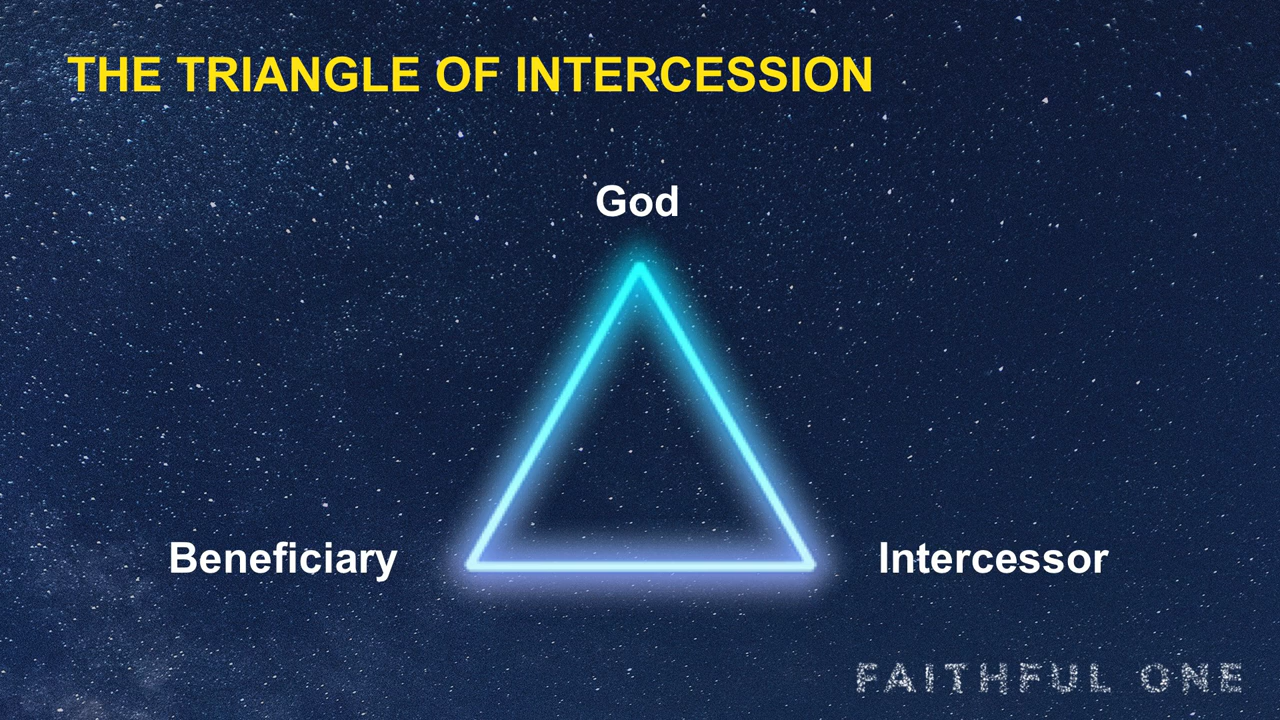 THE TRIANGLE OF INTERCESSION
God
Beneficiary
Intercessor
FAITHFUL ONE